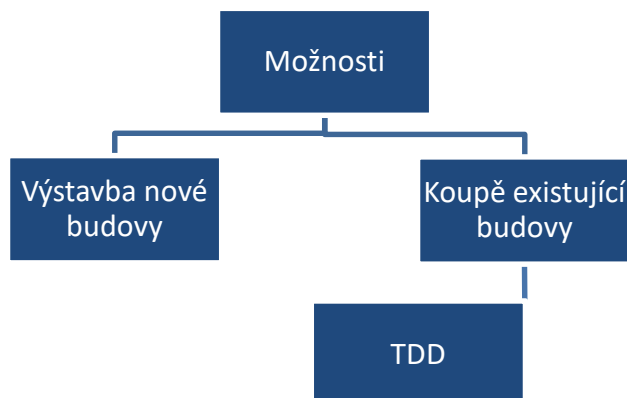 Možnosti
Výstavba nové
budovy
Koupě existující
budovy
TDD